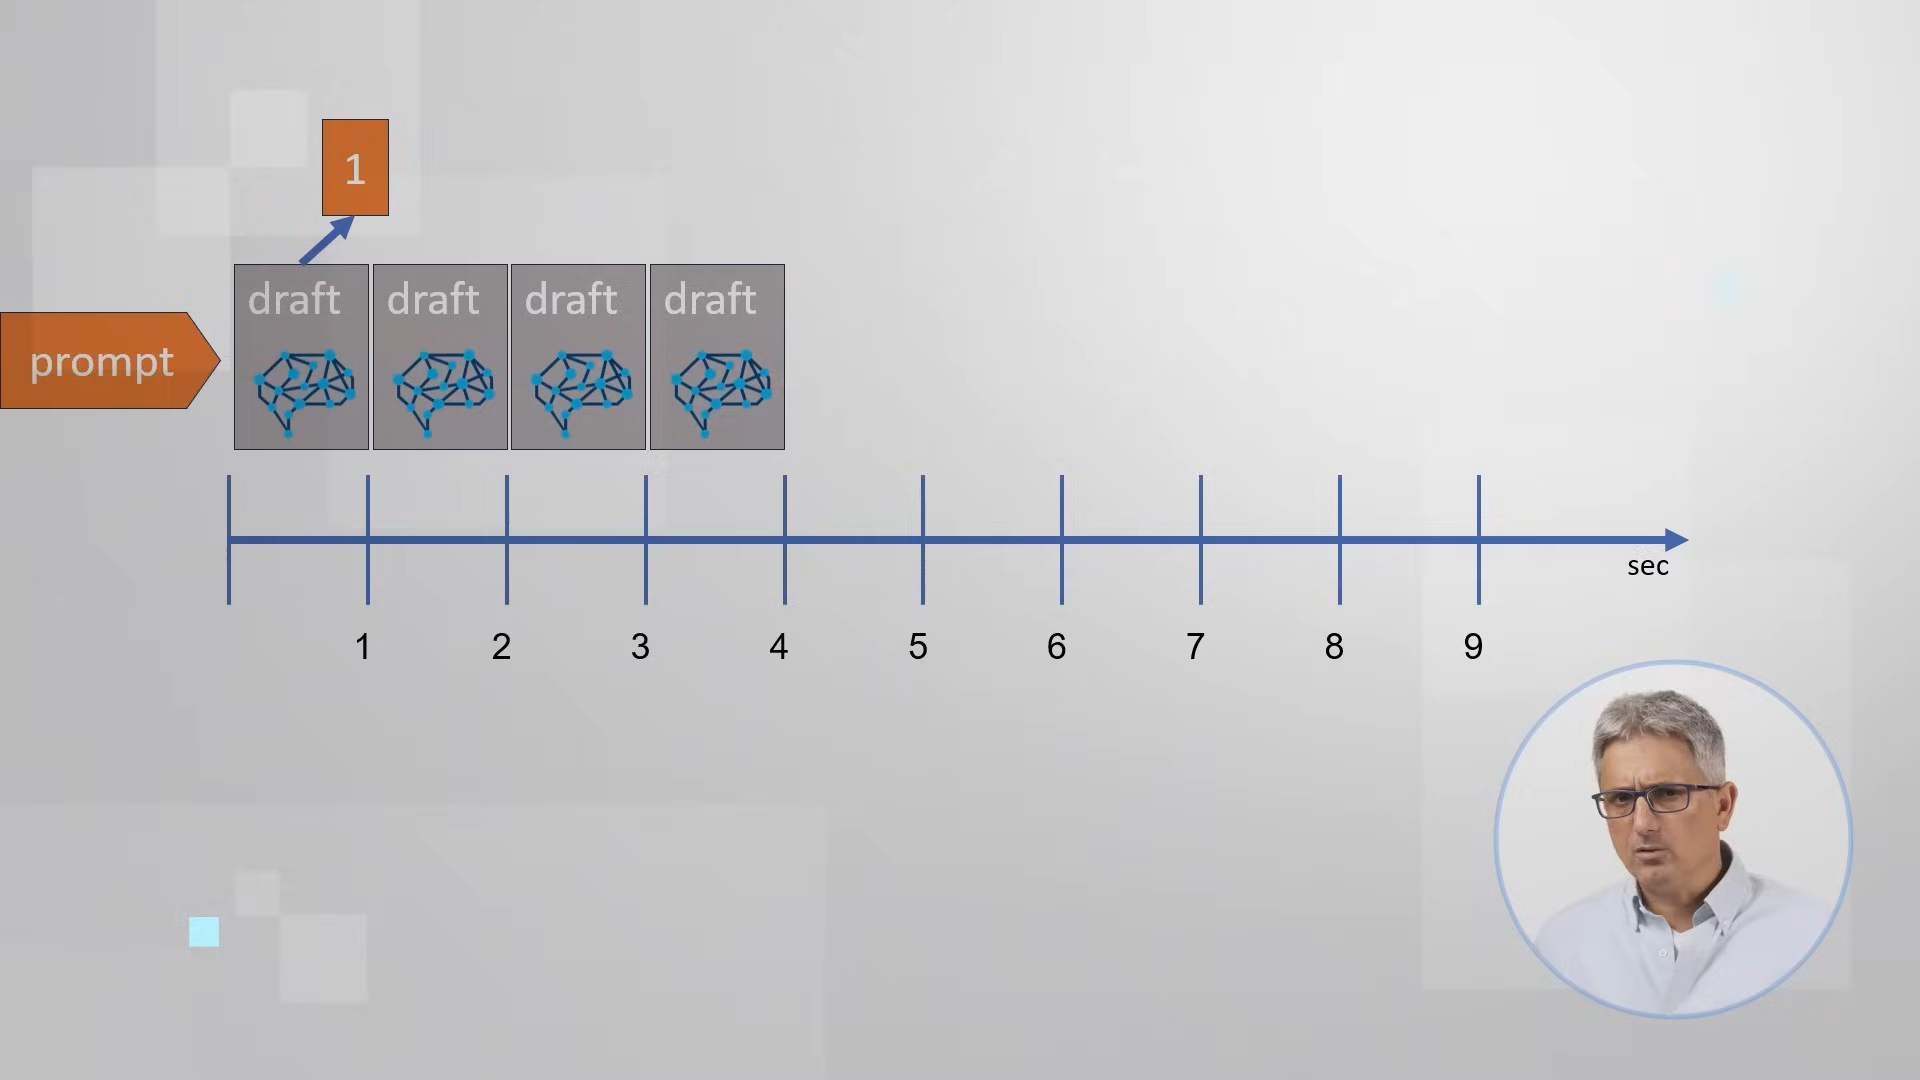 1
draft draft draft draft
prompt
sec
1 2 3 4 5 6 7 8 9